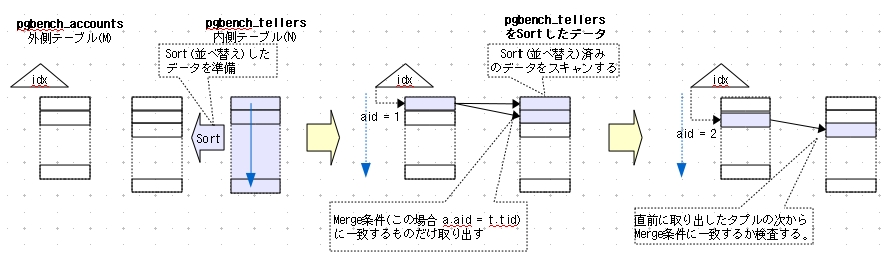 pgbench_accounts
外側テーブル(M)
pgbench_tellers
内側テーブル(N)
pgbench_tellers
をSortしたデータ
Sort(並べ替え)した
データを準備
Sort(並べ替え)済み
のデータをスキャンする
idx
idx
idx
aid = 1
Sort
aid = 2
Merge条件(この場合 a.aid = t.tid)
に一致するものだけ取り出す
直前に取り出したタプルの次から
Merge条件に一致するか検査する。